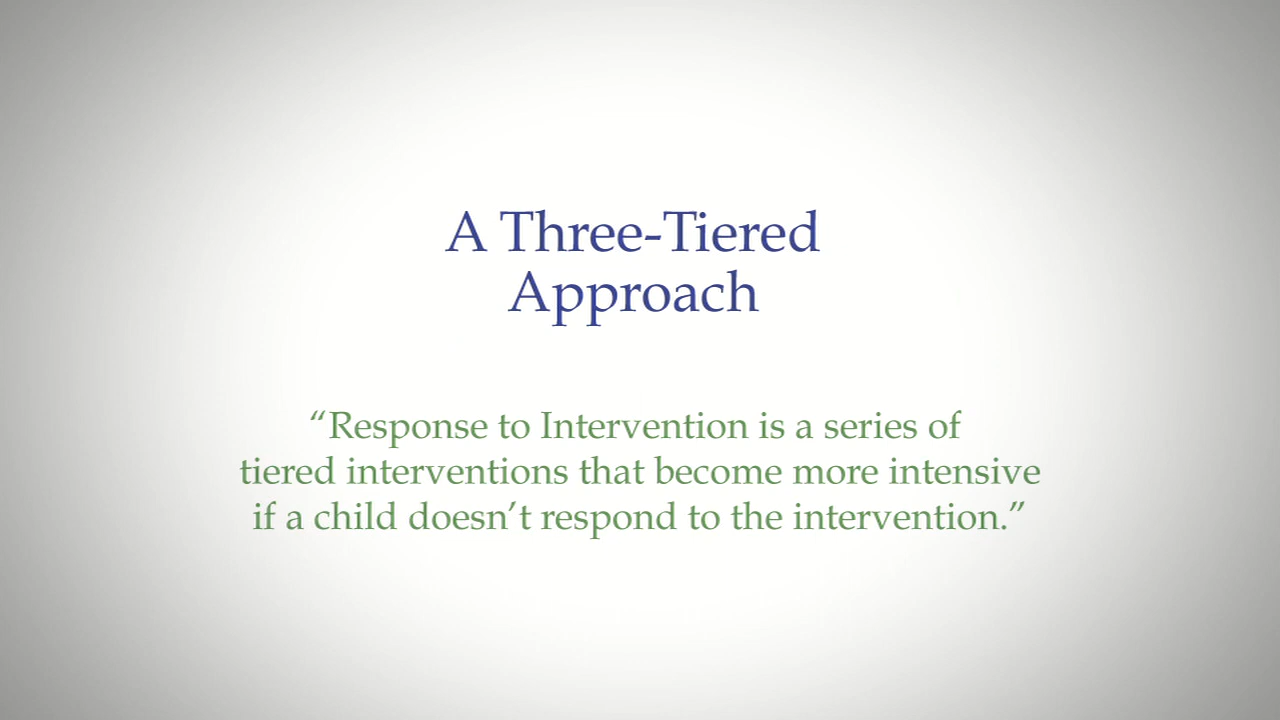 A Three-Tiered
Approach
“Response to Intervention is a series of
tiered interventions that become more intensive
if a child doesn’t respond to the intervention.”